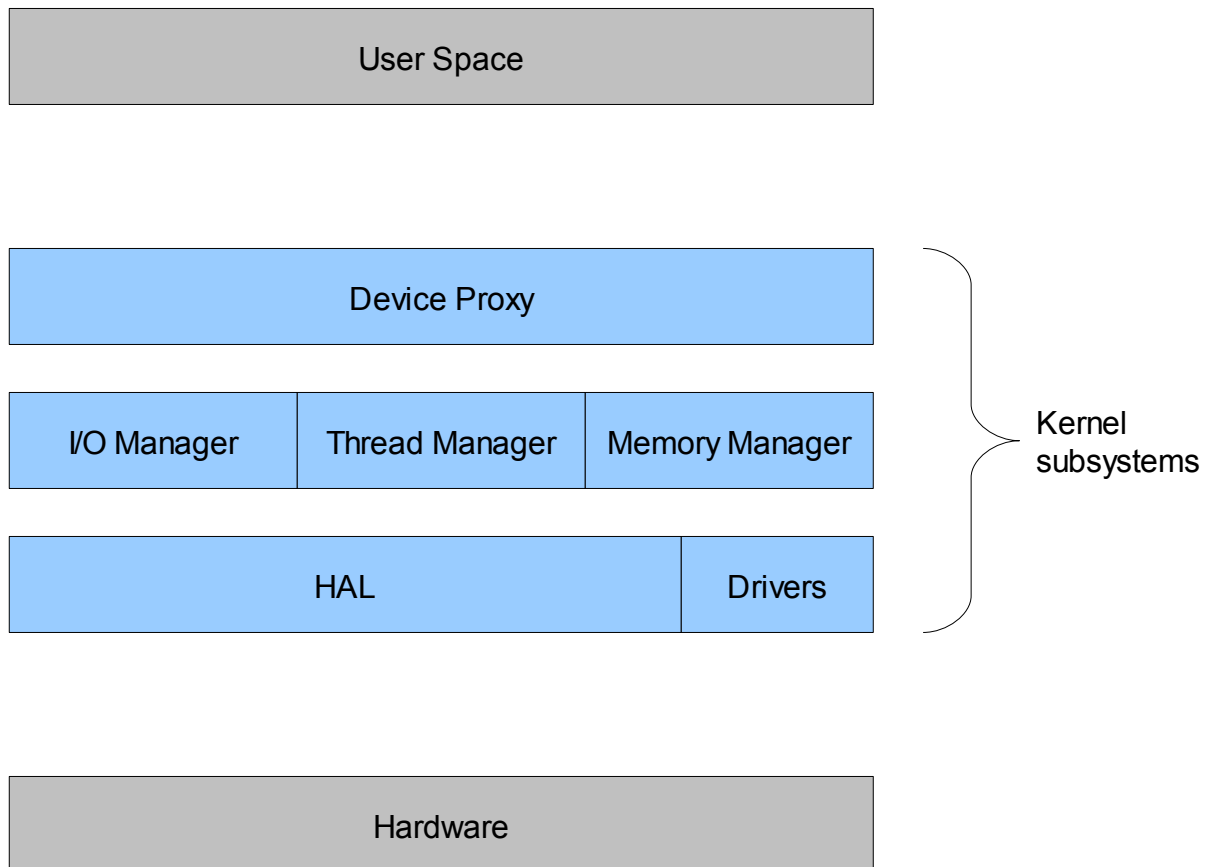 User Space
Device Proxy
I/O Manager
Thread Manager
Memory Manager
Kernel
subsystems
HAL
Drivers
Hardware